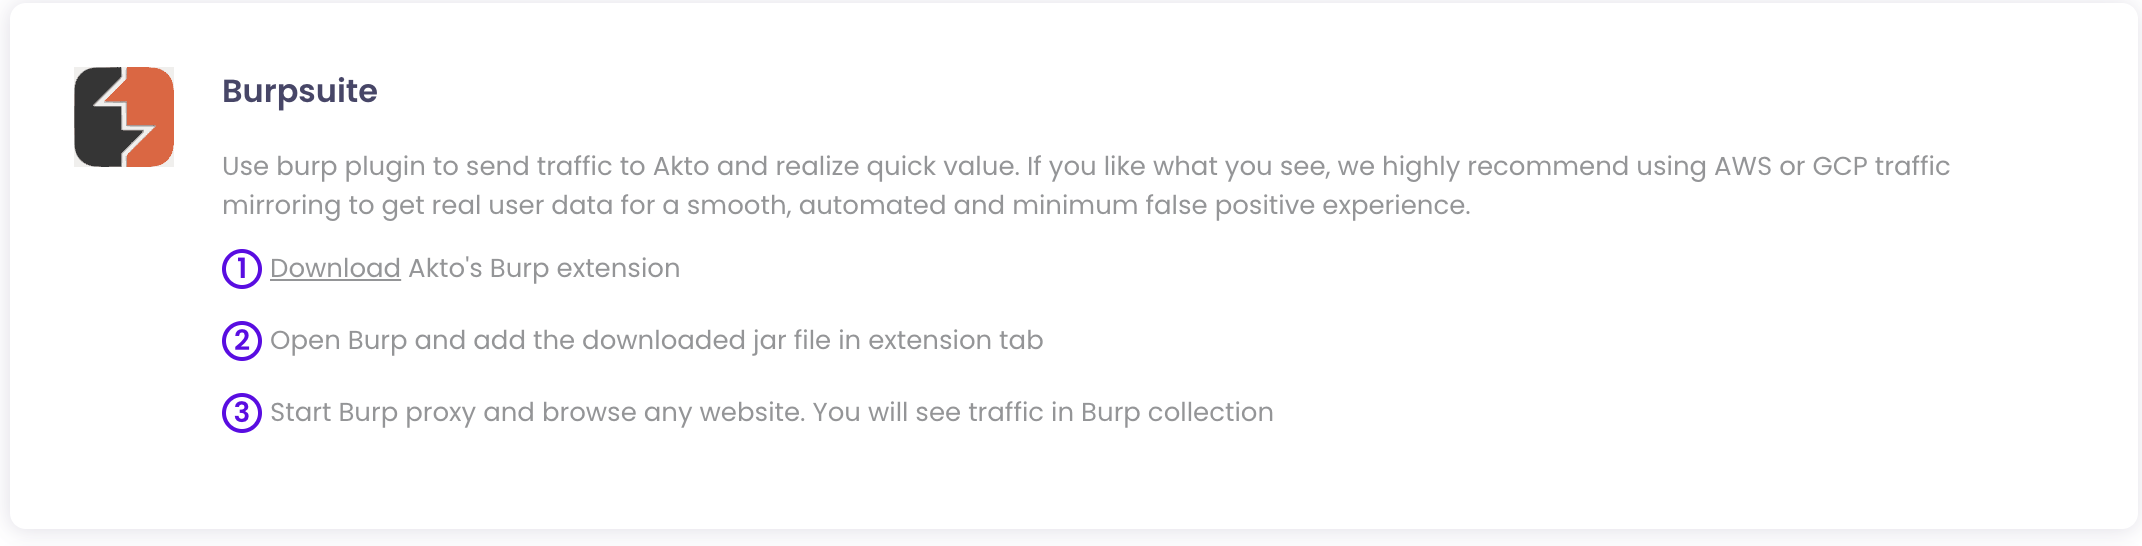 Burpsuite
Use burp plugin to send traffic to Akto and realize quick value. If you like what you see, we highly recommend using AWS or GCP traffic
mirroring to get real user data for a smooth, automated and minimum false positive experience.
1 Download Akto's Burp extension
2 Open Burp and add the downloaded jar file in extension tab
3 Start Burp proxy and browse any website. You will see traffic in Burp collection